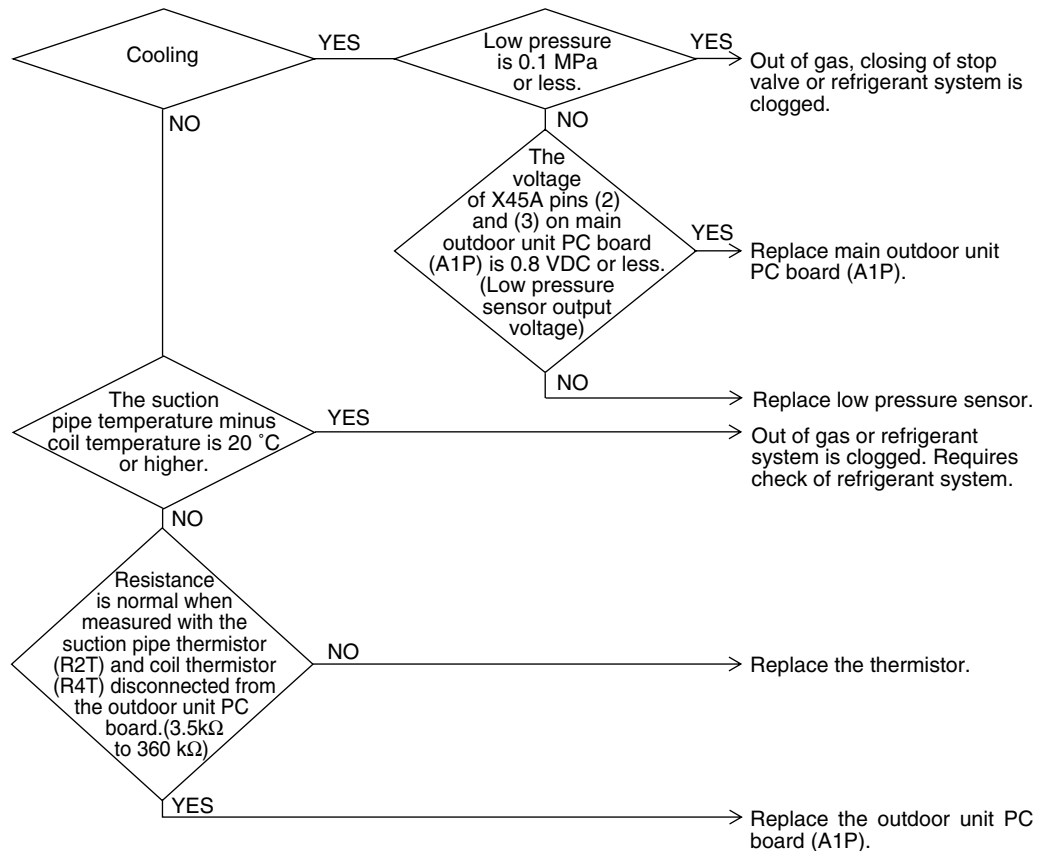 Cooling
YES
Low pressure
is 0.1 MPa
or less.
YES
Out of gas, closing of stop
valve or refrigerant system is
clogged.
NO
NO
The
voltage
of X45A pins (2)
and (3) on main
outdoor unit PC board
(A1P) is 0.8 VDC or less.
(Low pressure
sensor output
voltage)
YES
Replace main outdoor unit
PC board (A1P).
NO
Replace low pressure sensor.
The suction
pipe temperature minus
coil temperature is 20 ˚C
or higher.
YES
Out of gas or refrigerant
system is clogged. Requires
check of refrigerant system.
NO
Resistance
is normal when
measured with the
suction pipe thermistor
(R2T) and coil thermistor
(R4T) disconnected from
the outdoor unit PC
board.(3.5kΩ
to 360 kΩ)
NO
Replace the thermistor.
YES
Replace the outdoor unit PC
board (A1P).